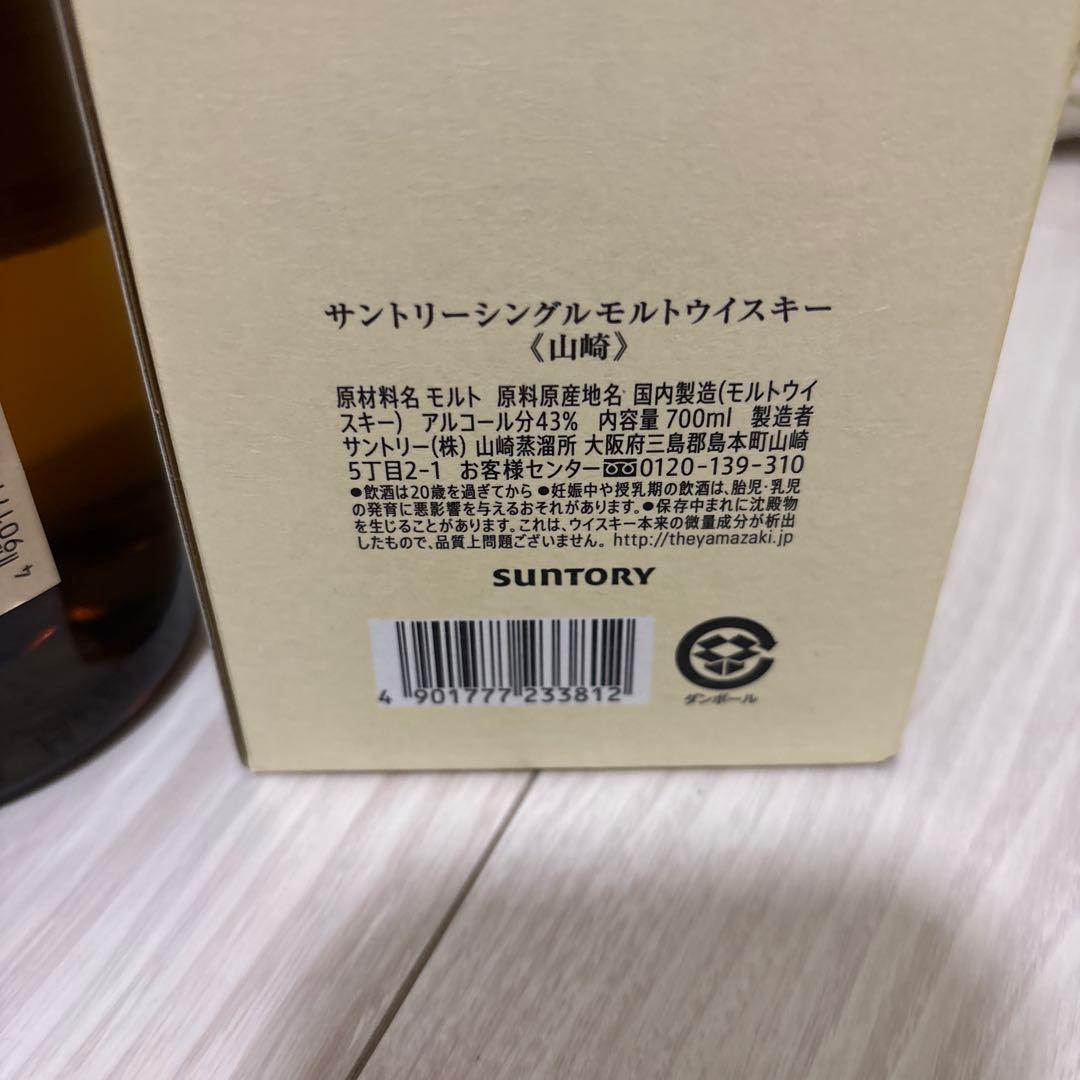 サントリーシングルモルトウイスキー
《山崎》
原材料名 モルト 原料原産地名 国内製造(モルトウイ
スキー) アルコール分43% 内容量 700ml 製造者
サントリー(株) 山崎蒸溜所 大阪府三島郡島本町山崎
5丁目2-1 お客様センター 0120-139-310
●飲酒は20歳を過ぎてから ●妊娠中や授乳期の飲酒は、胎児・乳児
の発育に悪影響を与えるおそれがあります。●保存中まれに沈殿物
を生じることがあります。これは、ウイスキー本来の微量成分が析出
したもので、品質上問題ございません。 http://theyamazaki.jp
SUNTORY
4 901777 233812
ダンボール